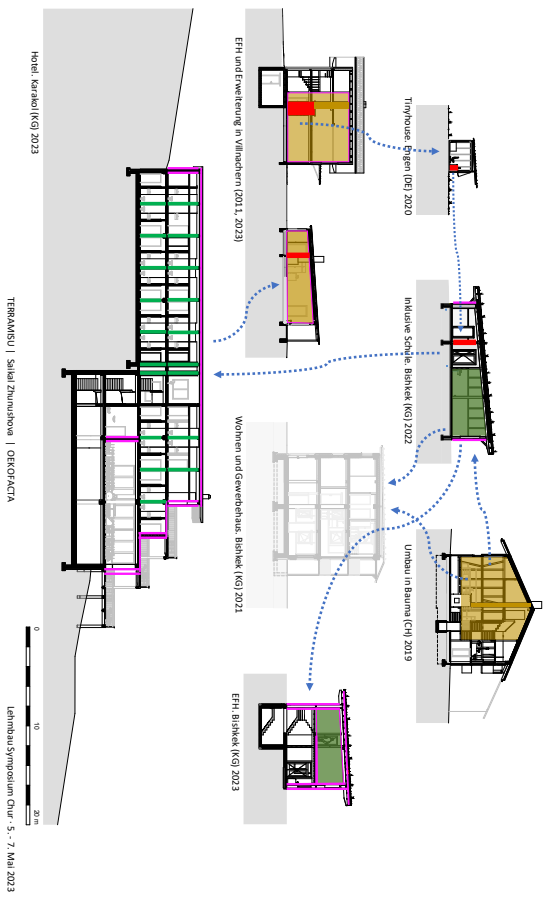 Tinyhouse. Engen (DE) 2020
Inklusive Schule. Bishkek (KG) 2022
Umbau in Bauma (CH) 2019
EFH und Erweiterung in Villnachern (2011, 2023)
Wohnen und Gewerbehaus. Bishkek (KG) 2021
EFH. Bishkek (KG) 2023
Hotel. Karakol (KG) 2023
0 10 20 m
TERRAMISU | Saikal Zhunushova | OEKOFACTA
Lehmbau Symposium Chur · 5. - 7. Mai 2023